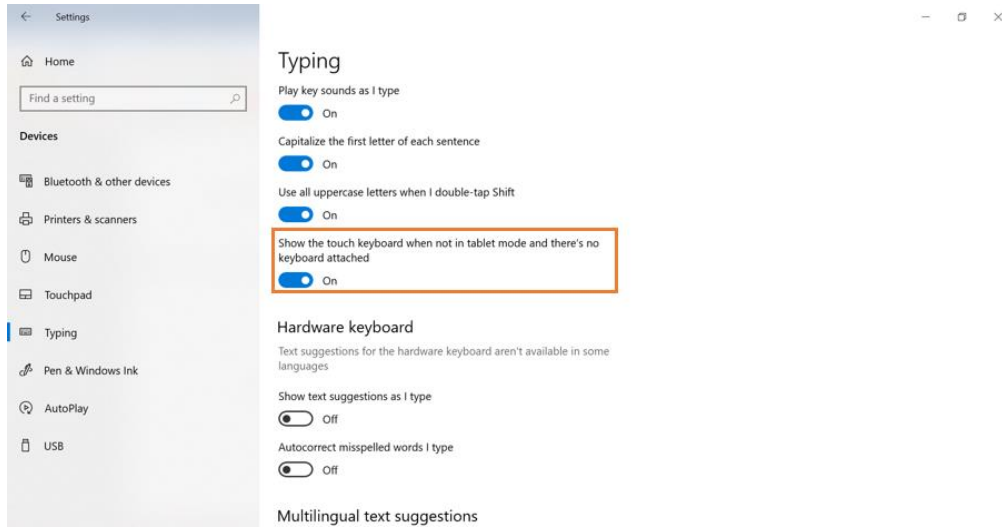 Settings
Home
Find a setting
Devices
Bluetooth & other devices
Printers & scanners
Mouse
Touchpad
Typing
Pen & Windows Ink
AutoPlay
USB
Typing
Play key sounds as I type
On
Capitalize the first letter of each sentence
On
Use all uppercase letters when I double-tap Shift
On
Show the touch keyboard when not in tablet mode and there's no
keyboard attached
On
Hardware keyboard
Text suggestions for the hardware keyboard aren't available in some
languages
Show text suggestions as I type
Off
Autocorrect misspelled words I type
Off
Multilingual text suggestions